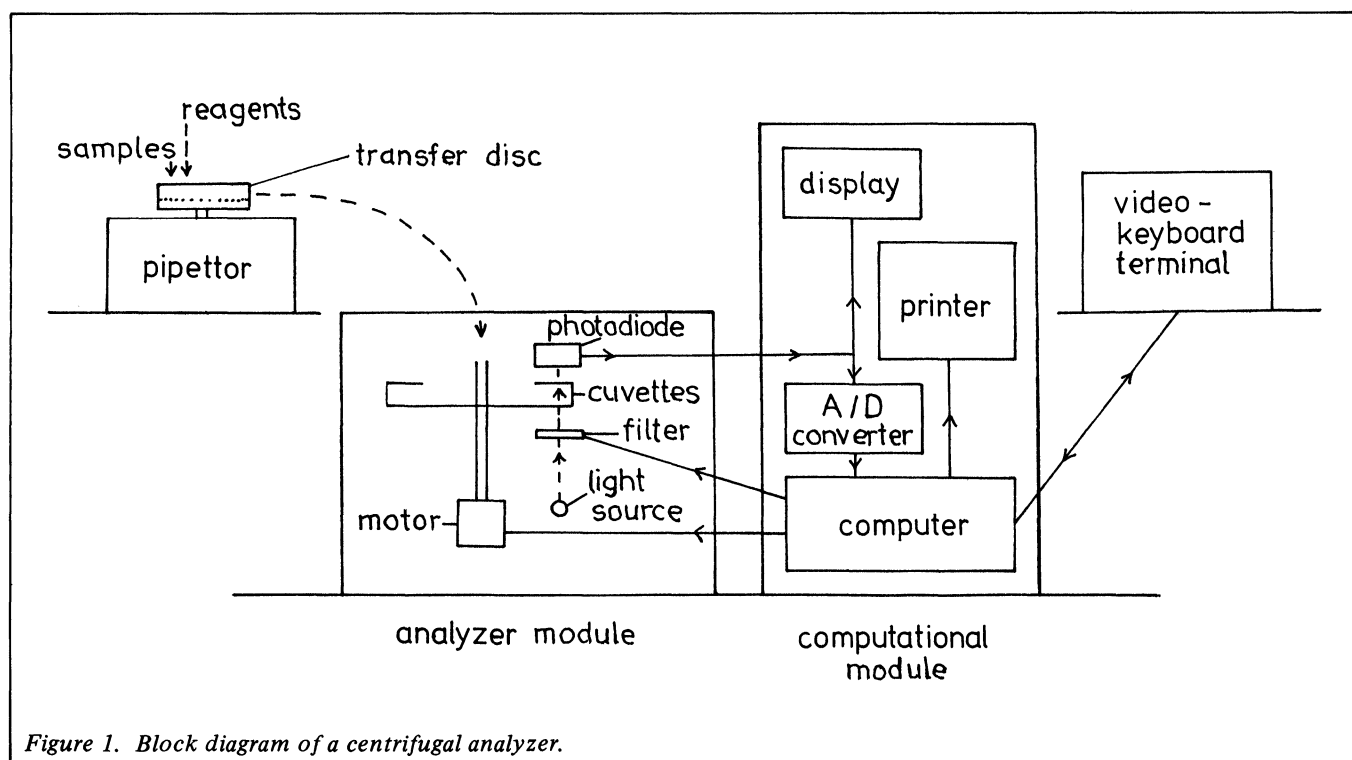 reagents
samples
transfer disc
pipettor
display
video-
keyboard
terminal
printer
photodiode
cuvettes
A/D
converter
filter
light
source
motor
computer
analyzer module
computational
module
Figure 1. Block diagram of a centrifugal analyzer.